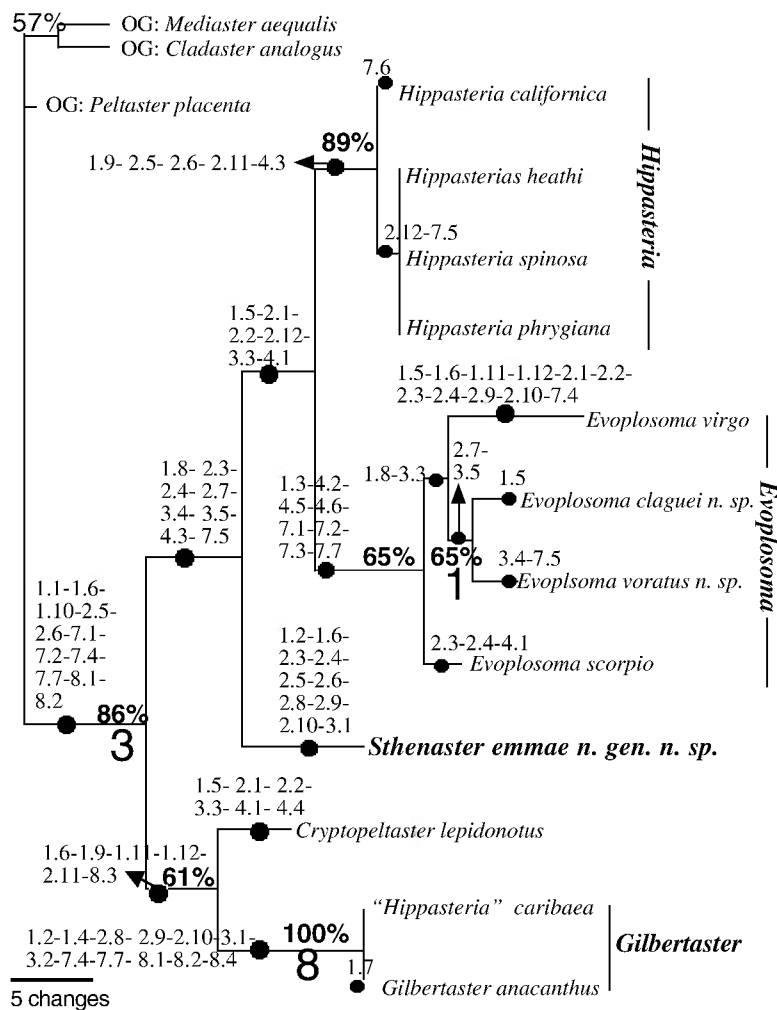 57%
OG: Mediaster aequalis
OG: Cladaster analogus
OG: Peltaster placenta
7.6
Hippasteria californica
89%
1.9- 2.5- 2.6- 2.11-4.3
Hippasterias heathi
2.12-7.5
Hippasteria spinosa
Hippasteria phrygiana
Hippasteria
1.5-2.1-
2.2-2.12-
3.3-4.1
1.5-1.6-1.11-1.12-2.1-2.2-
2.3-2.4-2.9-2.10-7.4
Evoplosoma virgo
2.7-
3.5
1.8-3.3
1.5
Evoplosoma claguei n. sp.
3.4-7.5
Evoplsoma voratus n. sp.
65%
65%
1
2.3-2.4-4.1
Evoplosoma scorpio
Evoplosoma
1.8- 2.3-
2.4- 2.7-
3.4- 3.5-
4.3- 7.5
1.3-4.2-
4.5-4.6-
7.1-7.2-
7.3-7.7
1.1-1.6-
1.10-2.5-
2.6-7.1-
7.2-7.4-
7.7-8.1-
8.2
86%
3
1.2-1.6-
2.3-2.4-
2.5-2.6-
2.8-2.9-
2.10-3.1
Sthenaster emmae n. gen. n. sp.
1.5- 2.1- 2.2-
3.3- 4.1- 4.4
Cryptopeltaster lepidonotus
1.6-1.9-1.11-1.12-
2.11-8.3
61%
"Hippasteria" caribaea
1.2-1.4-2.8- 2.9-2.10-3.1-
3.2-7.4-7.7- 8.1-8.2-8.4
100%
8
1.7
Gilbertaster anacanthus
Gilbertaster
5 changes